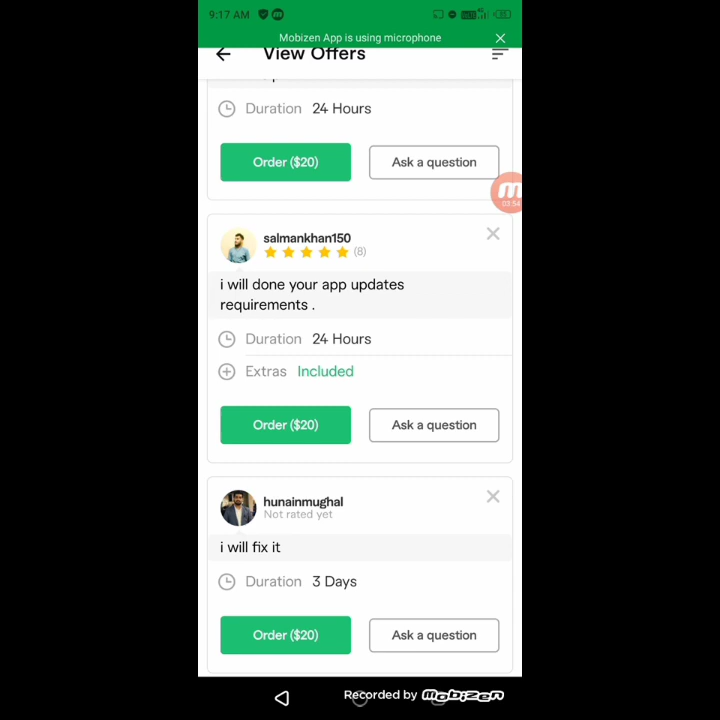 9:17 AM
Mobizen App is using microphone
View Offers
Duration 24 Hours
Order ($20) Ask a question
03:54
salmankhan150
(8)
i will done your app updates
requirements .
Duration 24 Hours
Extras Included
Order ($20) Ask a question
hunainmughal
Not rated yet
i will fix it
Duration 3 Days
Order ($20) Ask a question
Recorded by mobizen